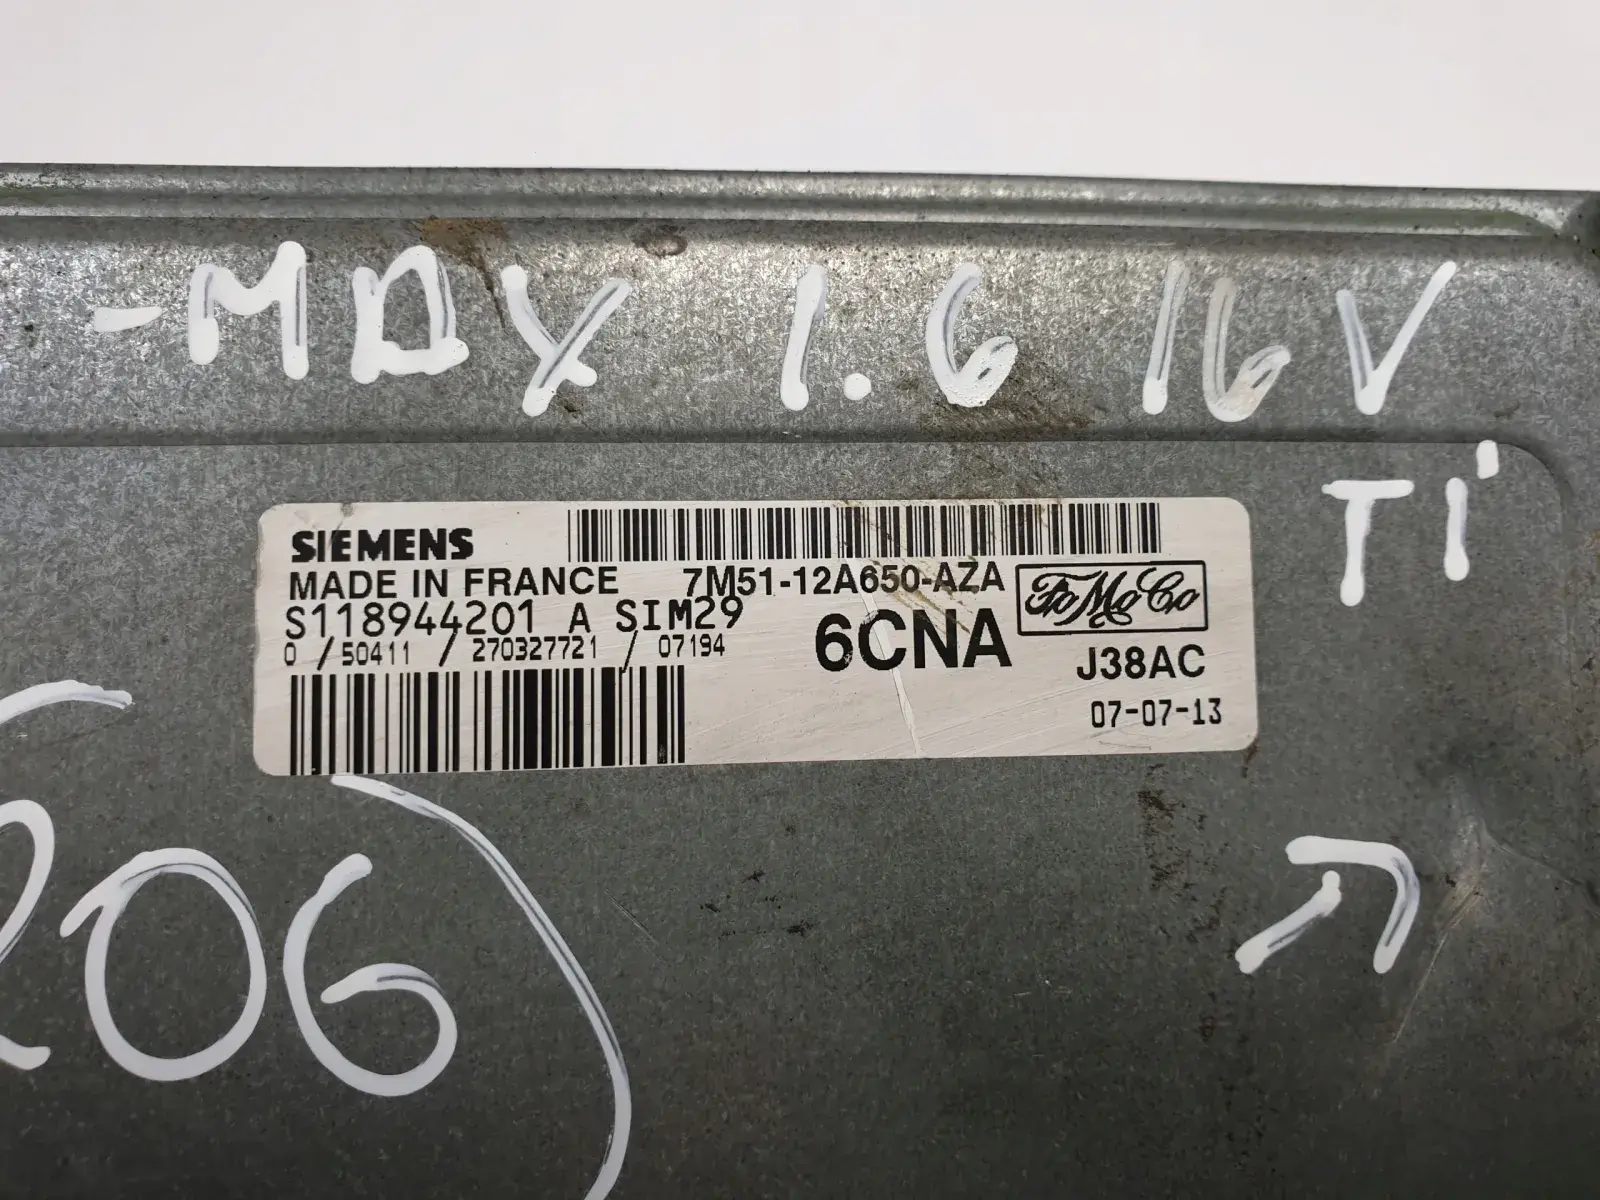 -MAX 1.6 16V
Ti
SIEMENS
MADE IN FRANCE 7M51-12A650-AZA
FoMoCo
S118944201 A SIM29
6CNA
0 /50411 /270327721 /07194
J38AC
07-07-13
206